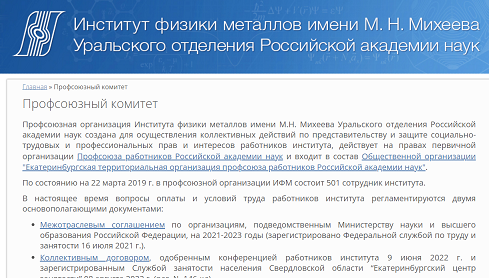 Институт физики металлов имени М. Н. Михеева
Уральского отделения Российской академии наук
Главная » Профсоюзный комитет
Профсоюзный комитет
Профсоюзная организация Института физики металлов имени М.Н. Михеева Уральского отделения Российской
академии наук создана для осуществления коллективных действий по представительству и защите социально-
трудовых и профессиональных прав и интересов работников института, действует на правах первичной
организации Профсоюза работников Российской академий наук и входит в состав Общественной организации
"Екатеринбургская территориальная организация профсоюза работников Российской академии наук".
По состоянию на 22 марта 2019 г. в профсоюзной организации ИФМ состоит 501 сотрудник института.
В настоящее время вопросы оплаты и условий труда работников института регламентируются двумя
основополагающими документами:
• Межотраслевым соглашением по организациям, подведомственным Министерству науки и высшего
образования Российской Федерации, на 2021-2023 годы (зарегистрировано Федеральной службой по труду и
занятости 16 июля 2021 г.).
• Коллективным договором, одобренным конференцией работников института 9 июня 2022 г. и
зарегистрированным Службой занятости населения Свердловской области "Екатеринбургский центр